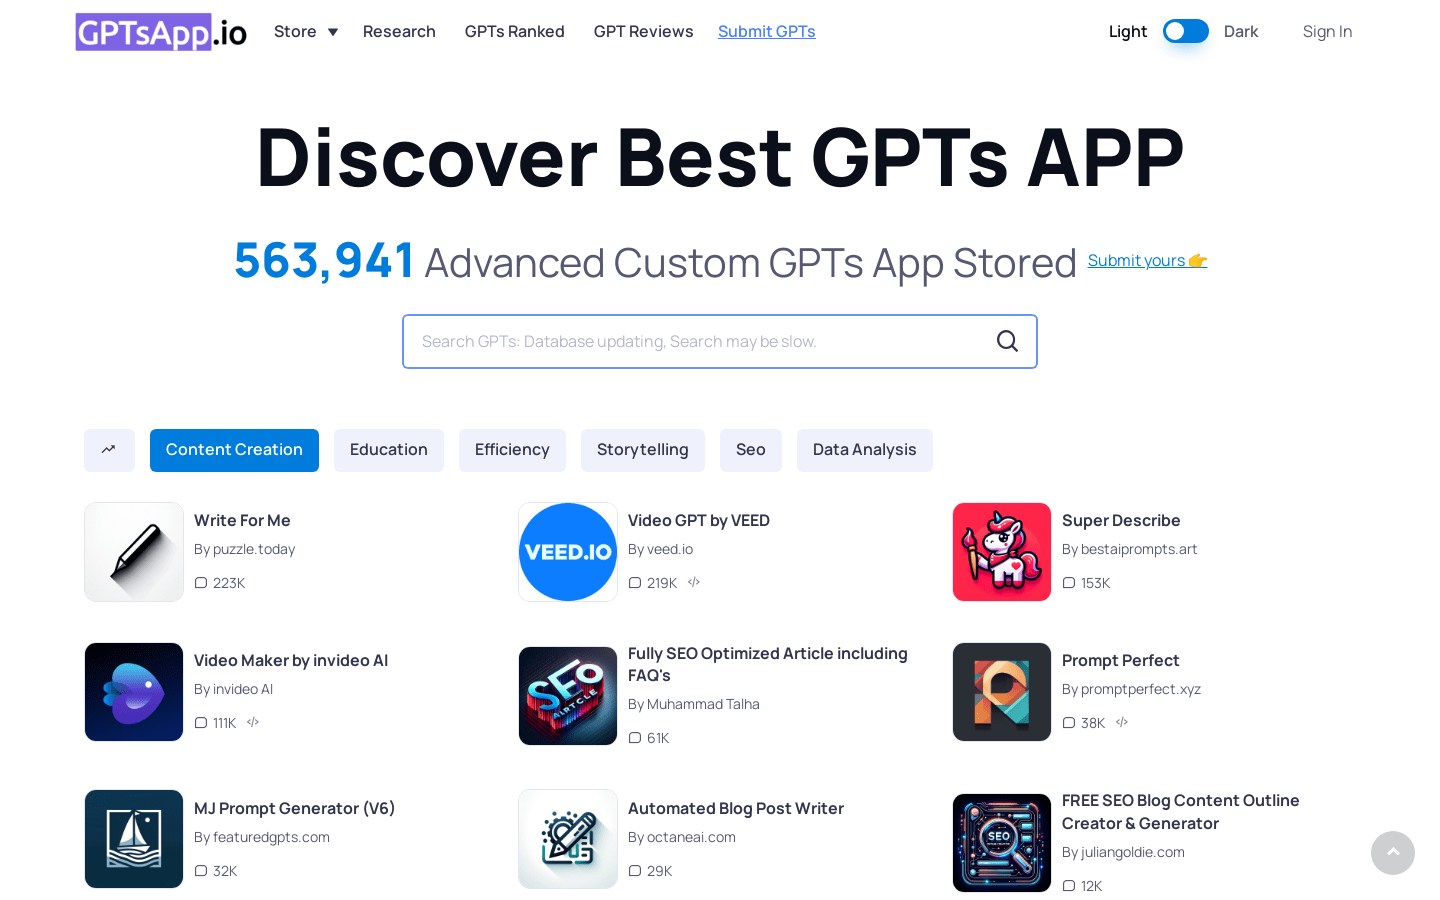 GPTsApp.io Store Research GPTs Ranked GPT Reviews Submit GPTs Light Dark Sign In
Discover Best GPTs APP
563,941 Advanced Custom GPTs App Stored Submit yours 👉
Search GPTs: Database updating, Search may be slow.
Content Creation Education Efficiency Storytelling Seo Data Analysis
Write For Me
By puzzle.today
223K
VEED.IO
Video GPT by VEED
By veed.io
219K
Super Describe
By bestaiprompts.art
153K
Video Maker by invideo AI
By invideo AI
111K
SEO
AIRTCLE
Fully SEO Optimized Article including
FAQ's
By Muhammad Talha
61K
Prompt Perfect
By promptperfect.xyz
38K
MJ Prompt Generator (V6)
By featuredgpts.com
32K
Automated Blog Post Writer
By octaneai.com
29K
SEO
FREE SEO Blog Content Outline
Creator & Generator
By juliangoldie.com
12K